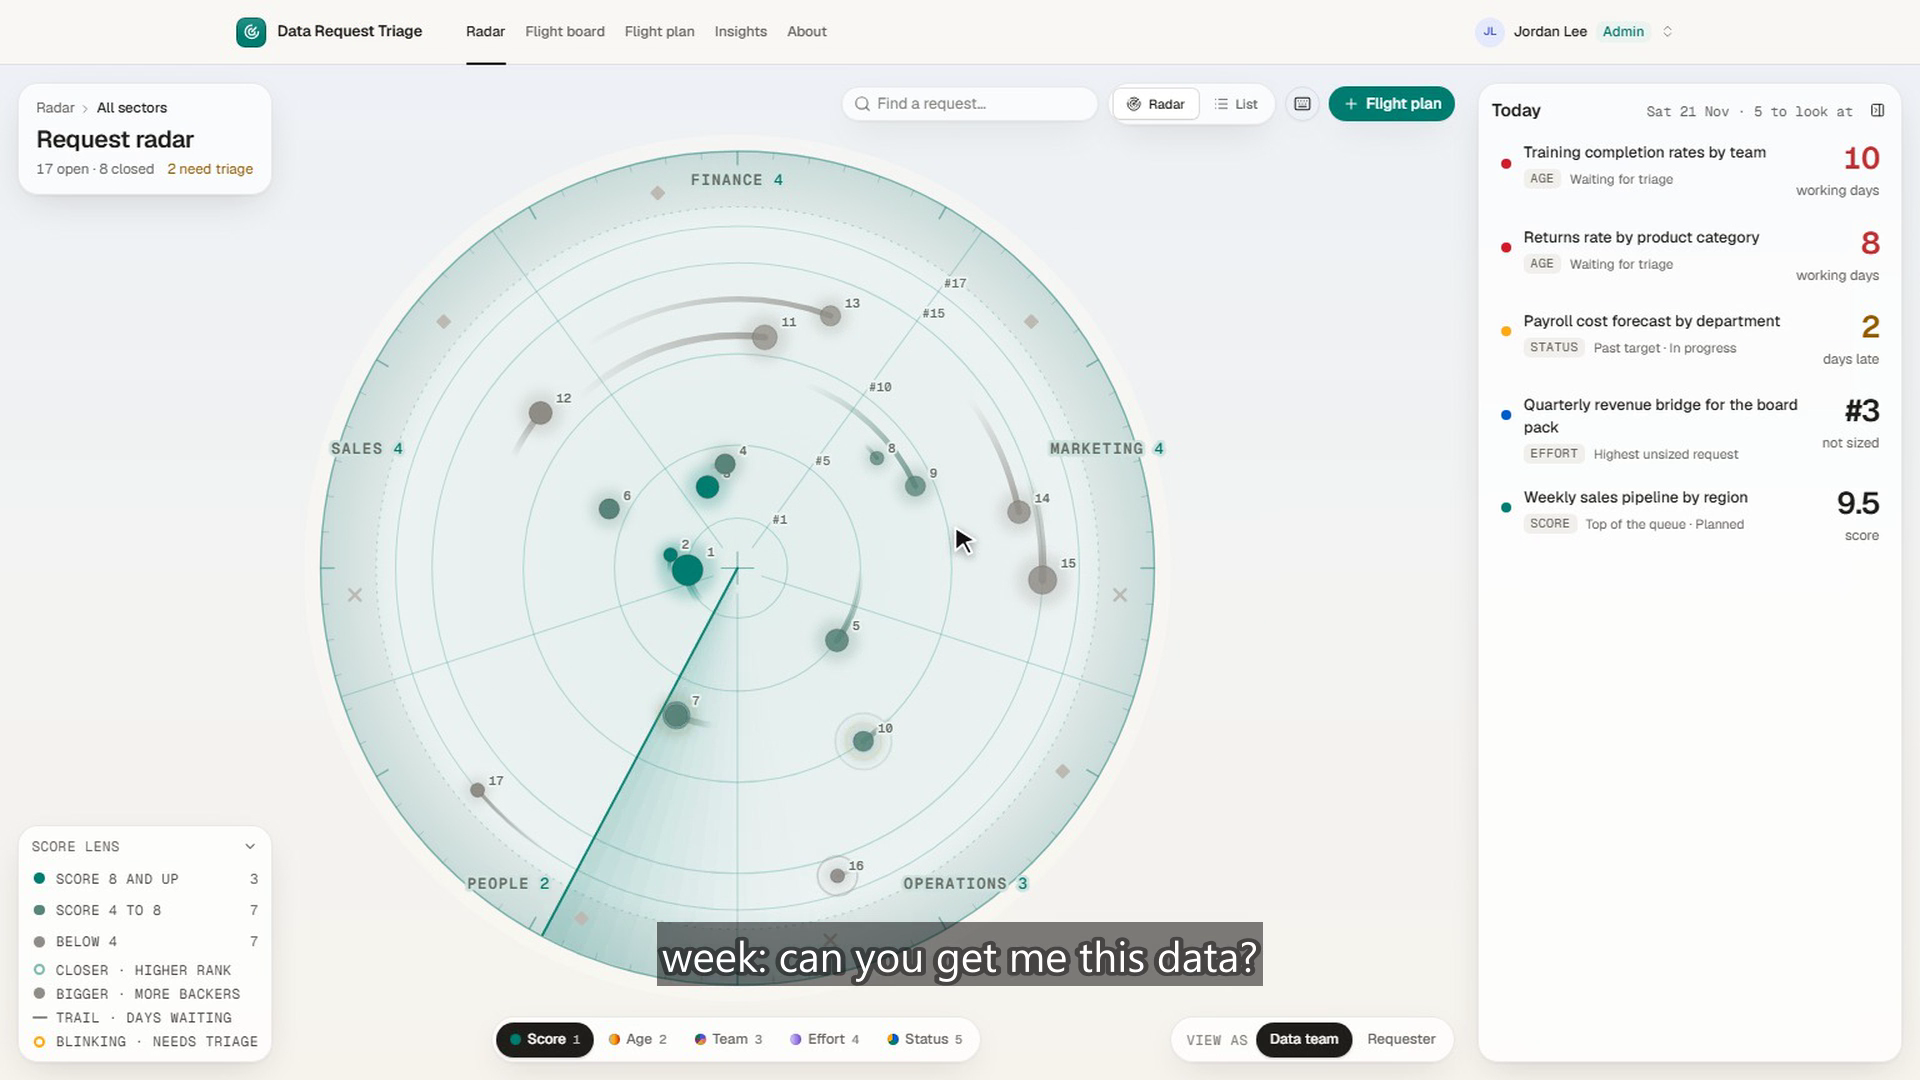 Data Request Triage
Radar
Flight board
Flight plan
Insights
About
JL
Jordan Lee
Admin
Radar › All sectors
Request radar
17 open · 8 closed 2 need triage
Find a request...
Radar
List
+ Flight plan
Today
Sat 21 Nov · 5 to look at
Training completion rates by team
10
AGE Waiting for triage
working days
Returns rate by product category
8
AGE Waiting for triage
working days
Payroll cost forecast by department
2
STATUS Past target · In progress
days late
Quarterly revenue bridge for the board
pack
#3
EFFORT Highest unsized request
not sized
Weekly sales pipeline by region
9.5
SCORE Top of the queue · Planned
score
FINANCE 4
#17
#15
13
11
#10
12
SALES 4
MARKETING 4
4
8
#5
9
6
14
#1
2
1
15
5
7
10
17
16
PEOPLE 2
OPERATIONS 3
SCORE LENS
SCORE 8 AND UP 3
SCORE 4 TO 8 7
BELOW 4 7
CLOSER · HIGHER RANK
BIGGER · MORE BACKERS
TRAIL · DAYS WAITING
BLINKING · NEEDS TRIAGE
week: can you get me this data?
Score 1
Age 2
Team 3
Effort 4
Status 5
VIEW AS
Data team
Requester